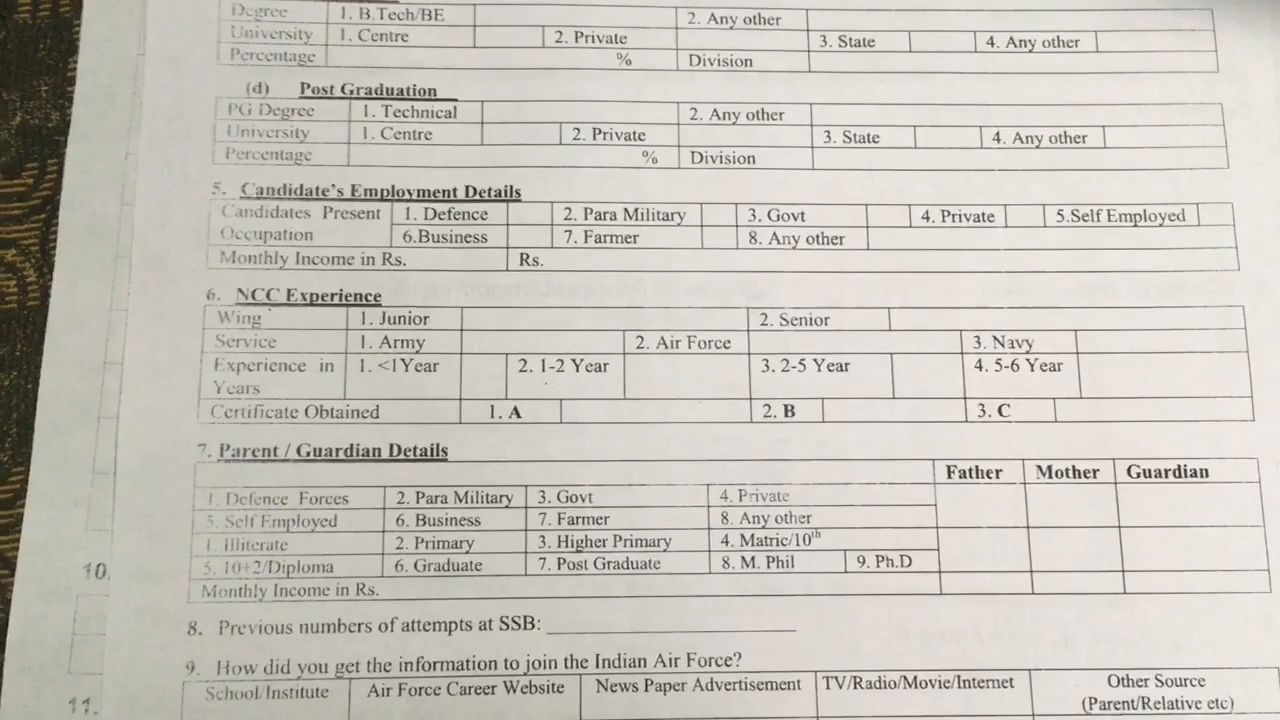 Degree 1. B.Tech/BE 2. Any other
University 1. Centre 2. Private 3. State 4. Any other
Percentage % Division
(d) Post Graduation
PG Degree 1. Technical 2. Any other
University 1. Centre 2. Private 3. State 4. Any other
Percentage % Division
5. Candidate's Employment Details
Candidates Present 1. Defence 2. Para Military 3. Govt 4. Private 5.Self Employed
Occupation 6.Business 7. Farmer 8. Any other
Monthly Income in Rs. Rs.
6. NCC Experience
Wing 1. Junior 2. Senior
Service 1. Army 2. Air Force 3. Navy
Experience in 1. <1Year 2. 1-2 Year 3. 2-5 Year 4. 5-6 Year
Years
Certificate Obtained 1. A 2. B 3. C
7. Parent / Guardian Details
Father Mother Guardian
1. Defence Forces 2. Para Military 3. Govt 4. Private
5. Self Employed 6. Business 7. Farmer 8. Any other
1. Illiterate 2. Primary 3. Higher Primary 4. Matric/10th
5. 10+2/Diploma 6. Graduate 7. Post Graduate 8. M. Phil 9. Ph.D
10.
Monthly Income in Rs.
8. Previous numbers of attempts at SSB:
9. How did you get the information to join the Indian Air Force?
School/Institute Air Force Career Website News Paper Advertisement TV/Radio/Movie/Internet Other Source
(Parent/Relative etc)
11.